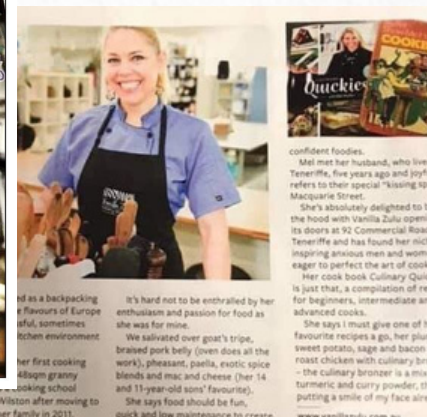 Quickies
COOKE
confident foodies.
Mel met her husband, who live
Teneriffe, five years ago and joyf
refers to their special "kissing sp
Macquarie Street.
She's absolutely delighted to b
the hood with Vanilla Zulu openi
its doors at 92 Commercial Road
Teneriffe and has found her nic
inspiring anxious men and wom
eager to perfect the art of cook
Her cook book Culinary Quic
is just that, a compilation of re
for beginners, intermediate an
advanced cooks.
She says I must give one of h
favourite recipes a go, her plu
sweet potato, sage and bacon
roast chicken with culinary br
- the culinary bronzer is a mix
turmeric and curry powder, th
putting a smile of my face alre
ed as a backpacking
e flavours of Europe
sful, sometimes
itchen environment
her first cooking
48sqm granny
ooking school
Wilston after moving to
her family in 2011.
It's hard not to be enthralled by her
enthusiasm and passion for food as
she was for mine.
We salivated over goat's tripe,
braised pork belly (oven does all the
work), pheasant, paella, exotic spice
blends and mac and cheese (her 14
and 11-year-old sons' favourite).
She says food should be fun,
quick and low maintenance to create